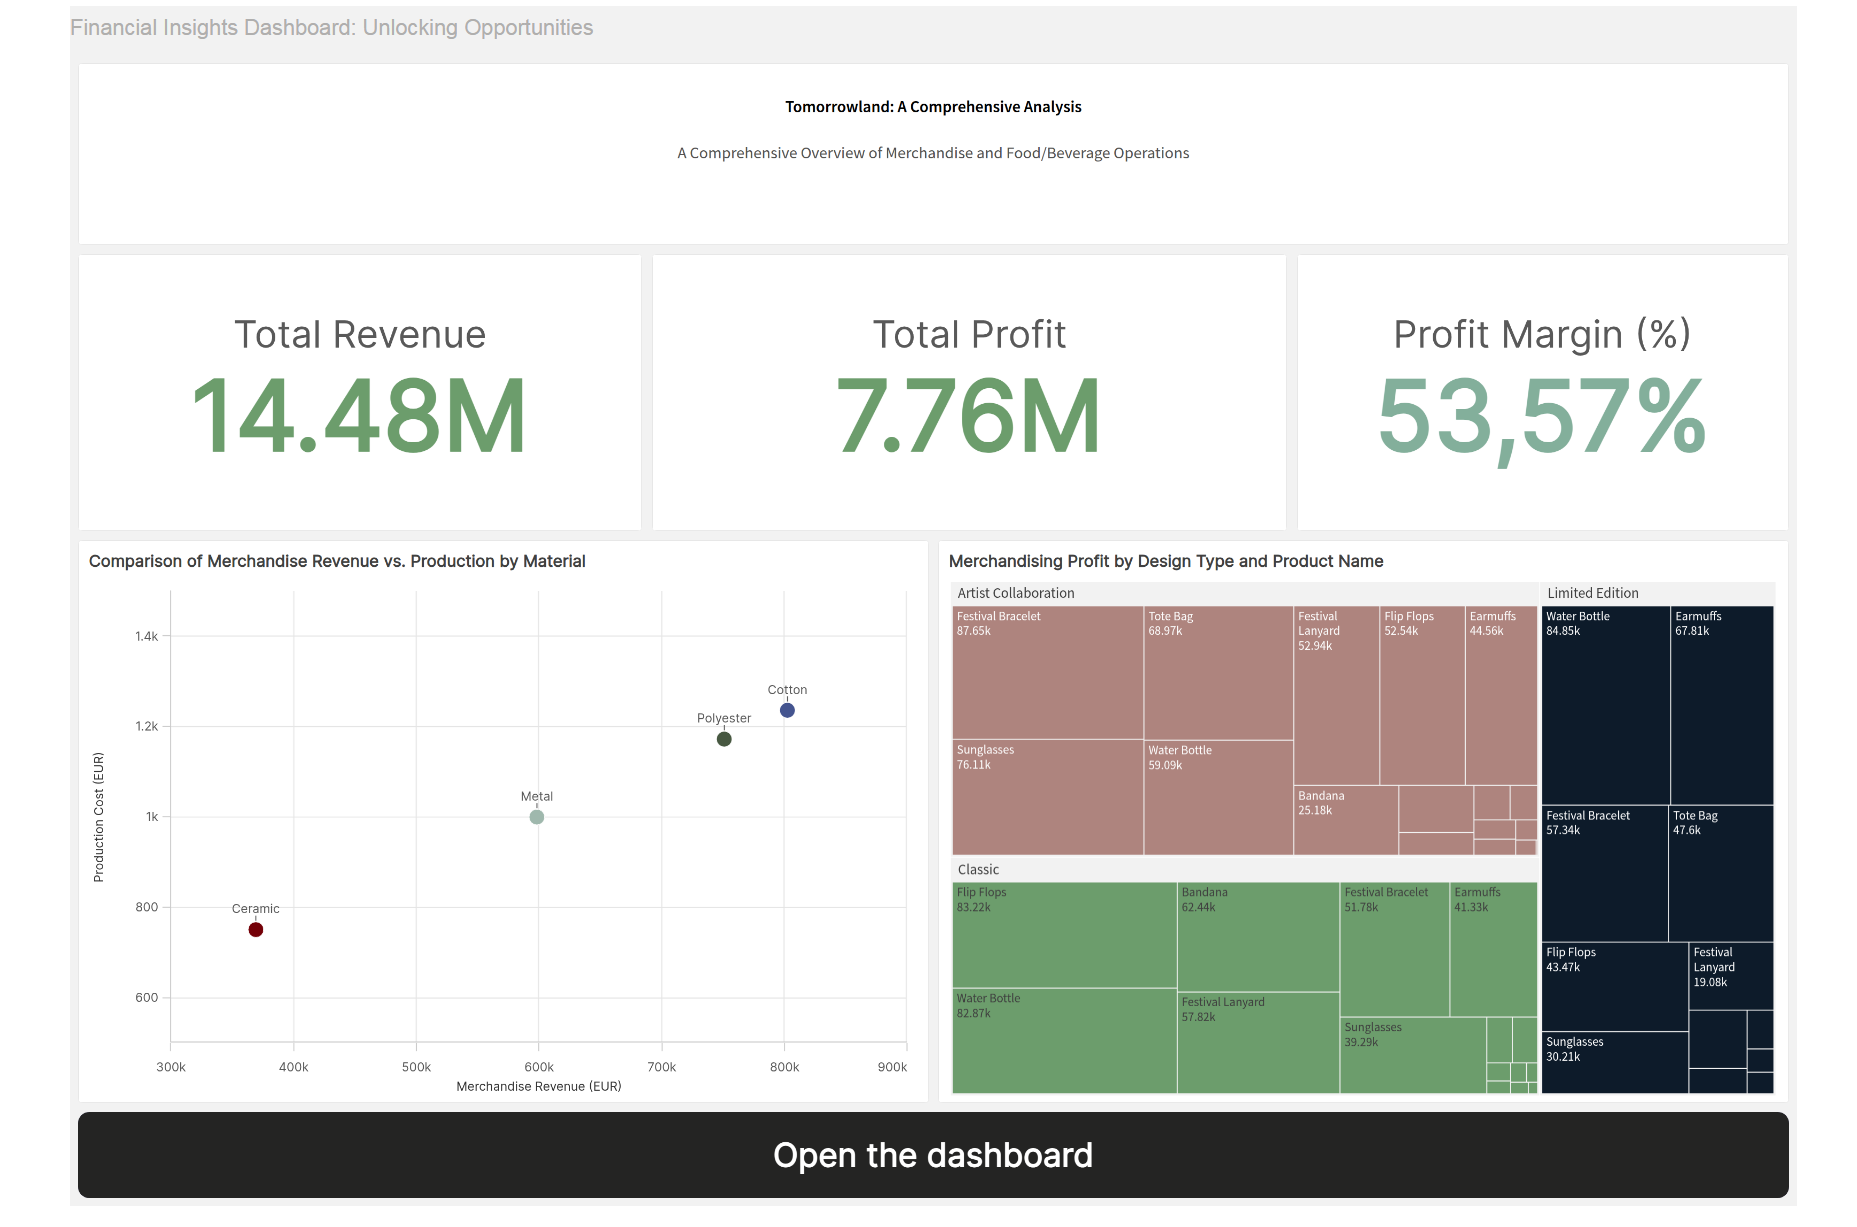 Financial Insights Dashboard: Unlocking Opportunities
Tomorrowland: A Comprehensive Analysis
A Comprehensive Overview of Merchandise and Food/Beverage Operations
Total Revenue
14.48M
Total Profit
7.76M
Profit Margin (%)
53,57%
Comparison of Merchandise Revenue vs. Production by Material
1.4k
1.2k
1k
800
600
Production Cost (EUR)
Cotton
Polyester
Metal
Ceramic
300k
400k
500k
600k
700k
800k
900k
Merchandise Revenue (EUR)
Merchandising Profit by Design Type and Product Name
Artist Collaboration
Festival Bracelet
87.65k
Tote Bag
68.97k
Festival
Lanyard
52.94k
Flip Flops
52.54k
Earmuffs
44.56k
Sunglasses
76.11k
Water Bottle
59.09k
Bandana
25.18k
Classic
Flip Flops
83.22k
Bandana
62.44k
Festival Bracelet
51.78k
Earmuffs
41.33k
Water Bottle
82.87k
Festival Lanyard
57.82k
Sunglasses
39.29k
Limited Edition
Water Bottle
84.85k
Earmuffs
67.81k
Festival Bracelet
57.34k
Tote Bag
47.6k
Flip Flops
43.47k
Festival
Lanyard
19.08k
Sunglasses
30.21k
Open the dashboard